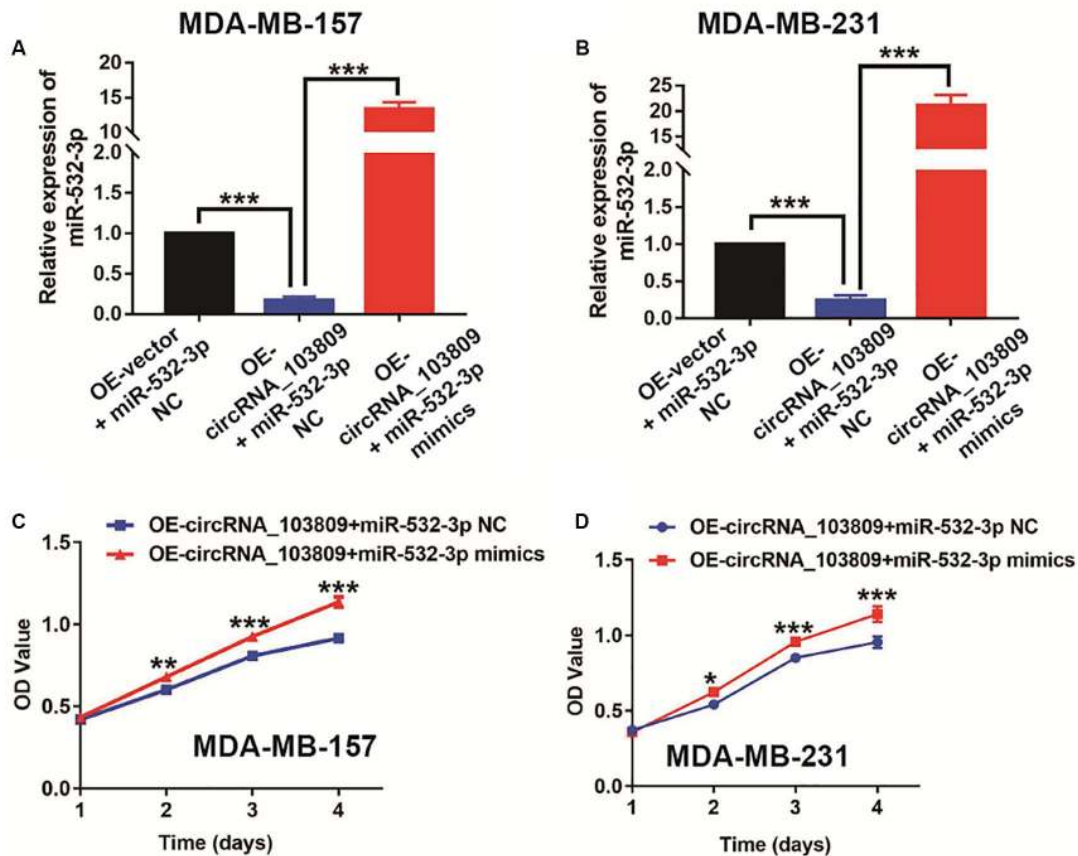 MDA-MB-157
A
Relative expression of
miR-532-3p
20
15
10
2.0
1.5
1.0
0.5
0.0
***
***
OE-vector
+ miR-532-3p
NC
OE-
circRNA_103809
+ miR-532-3p
NC
OE-
circRNA_103809
+ miR-532-3p
mimics
MDA-MB-231
B
Relative expression of
miR-532-3p
25
20
15
2.0
1.5
1.0
0.5
0.0
***
***
OE-vector
+ miR-532-3p
NC
OE-
circRNA_103809
+ miR-532-3p
NC
OE-
circRNA_103809
+ miR-532-3p
mimics
C
OE-circRNA_103809+miR-532-3p NC
OE-circRNA_103809+miR-532-3p mimics
OD Value
1.5
1.0
0.5
0.0
**
***
***
MDA-MB-157
1 2 3 4
Time (days)
D
OE-circRNA_103809+miR-532-3p NC
OE-circRNA_103809+miR-532-3p mimics
OD Value
1.5
1.0
0.5
0.0
*
***
***
MDA-MB-231
1 2 3 4
Time (days)